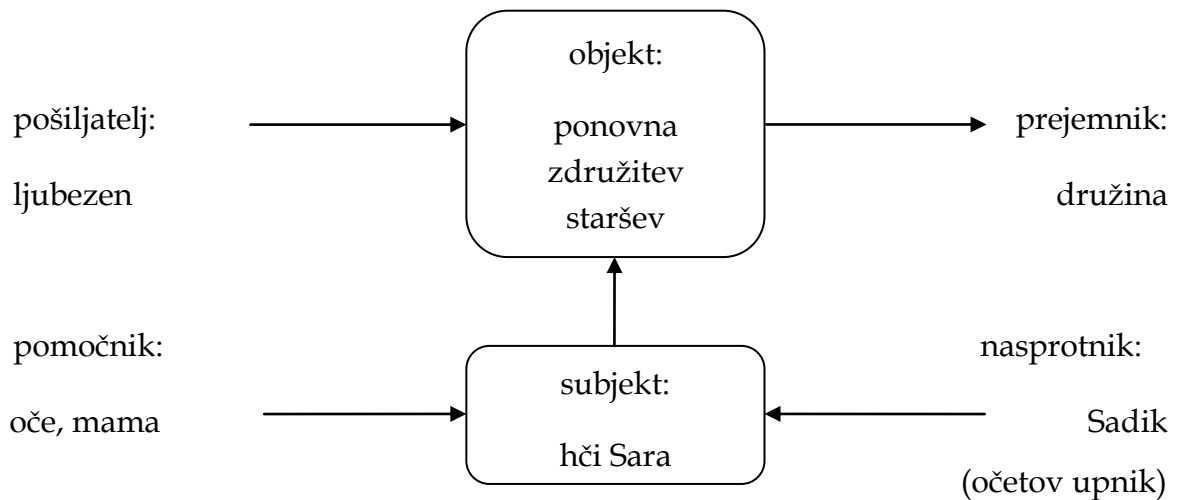 objekt:
pošiljatelj:
ljubezen
ponovna
združitev
staršev
prejemnik:
družina
pomočnik:
oče, mama
subjekt:
hči Sara
nasprotnik:
Sadik
(očetov upnik)